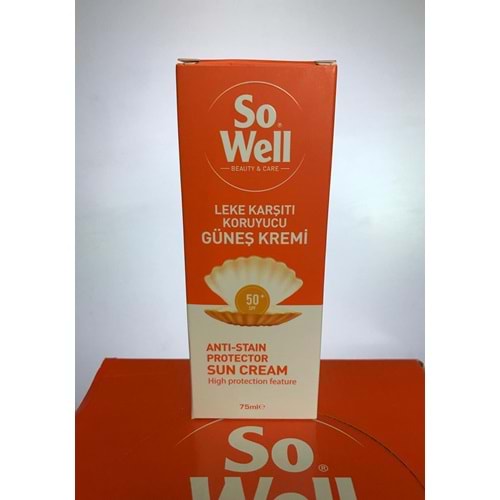 So
Well®
BEAUTY & CARE
LEKE KARŞITI
KORUYUCU
GÜNEŞ KREMİ
50+
SPF
ANTI-STAIN
PROTECTOR
SUN CREAM
High protection feature
75ml℮
So
Well®